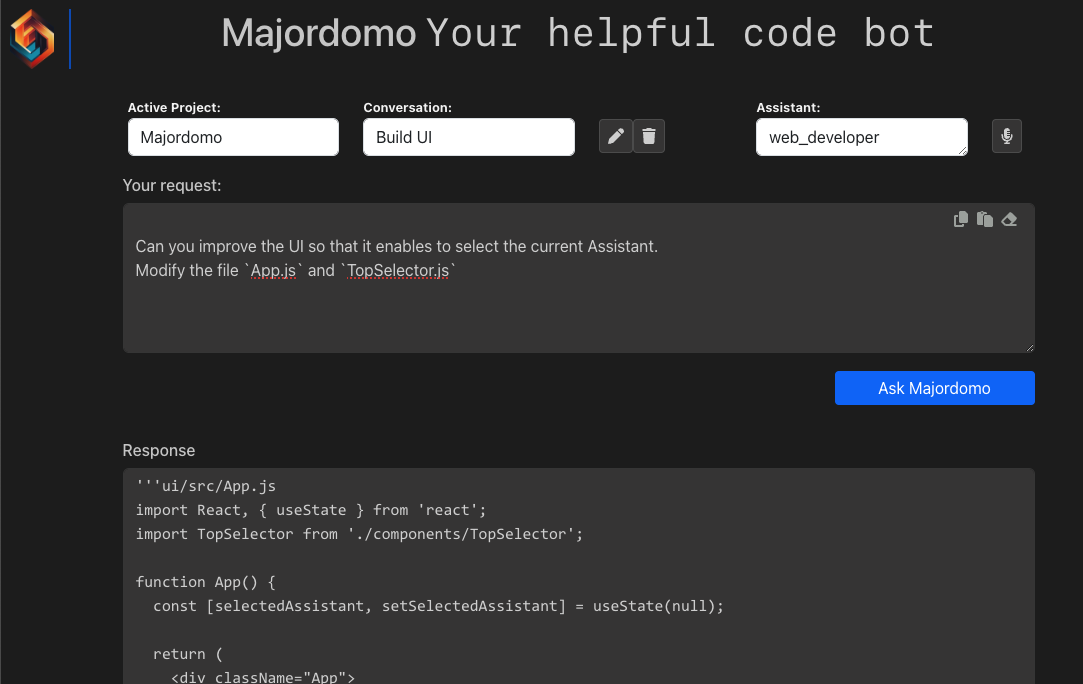 Majordomo Your helpful code bot
Active Project: Conversation: Assistant:
Majordomo Build UI web_developer
Your request:
Can you improve the UI so that it enables to select the current Assistant.
Modify the file `App.js` and `TopSelector.js`
Ask Majordomo
Response
'''ui/src/App.js
import React, { useState } from 'react';
import TopSelector from './components/TopSelector';
function App() {
  const [selectedAssistant, setSelectedAssistant] = useState(null);
  return (
    <div className="App">